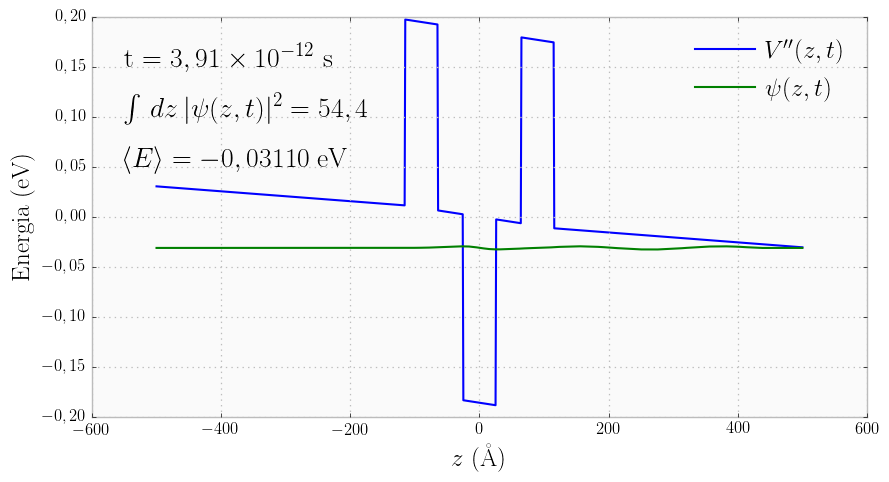 t = 3,91 × 10⁻¹² s
∫ dz |ψ(z,t)|² = 54,4
⟨E⟩ = −0,03110 eV
V″(z,t)
ψ(z,t)
Energia (eV)
0,20
0,15
0,10
0,05
0,00
−0,05
−0,10
−0,15
−0,20
−600
−400
−200
0
200
400
600
z (Å)